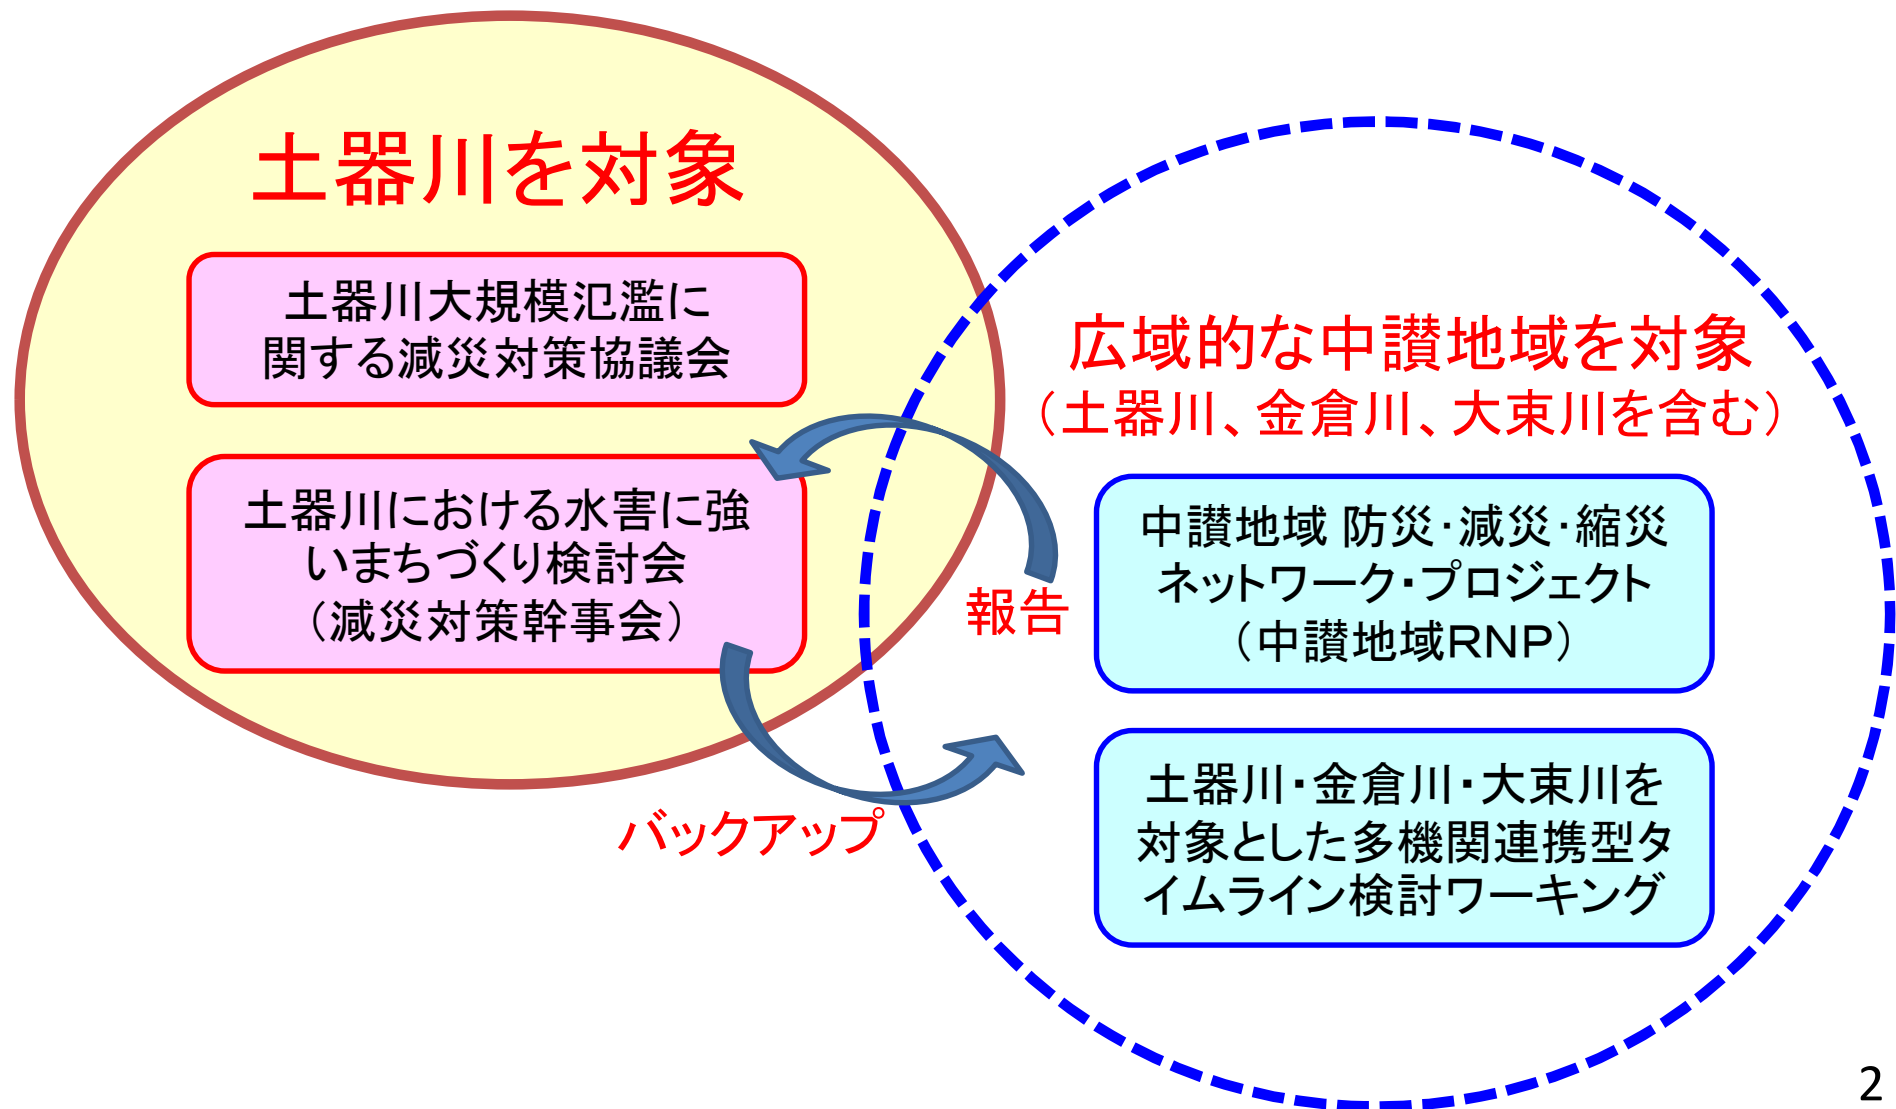 土器川を対象
土器川大規模氾濫に
関する減災対策協議会
土器川における水害に強
いまちづくり検討会
（減災対策幹事会）
報告
バックアップ
広域的な中讃地域を対象
（土器川、金倉川、大束川を含む）
中讃地域 防災・減災・縮災
ネットワーク・プロジェクト
（中讃地域RNP）
土器川・金倉川・大束川を
対象とした多機関連携型タ
イムライン検討ワーキング
2